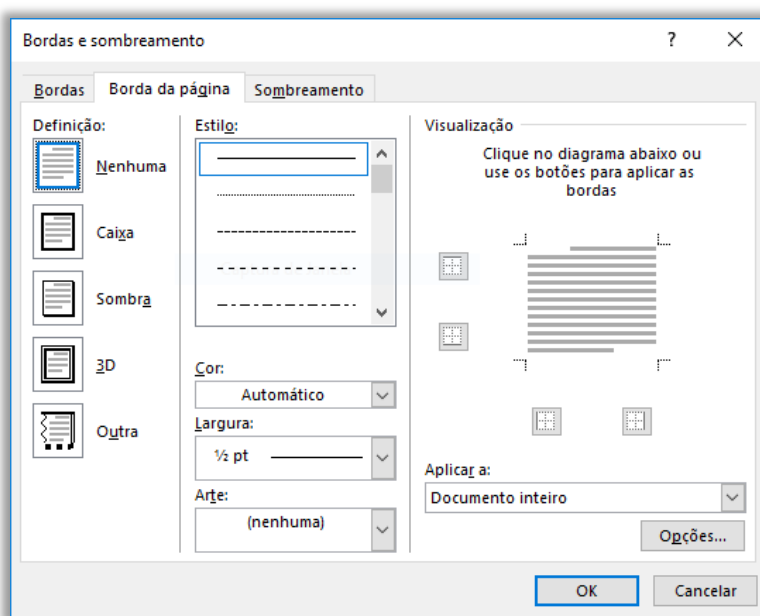 Bordas e sombreamento
?
Bordas
Borda da página
Sombreamento
Definição:
Nenhuma
Caixa
Sombra
3D
Outra
Estilo:
Cor:
Automático
Largura:
½ pt
Arte:
(nenhuma)
Visualização
Clique no diagrama abaixo ou
use os botões para aplicar as
bordas
Aplicar a:
Documento inteiro
Opções...
OK
Cancelar